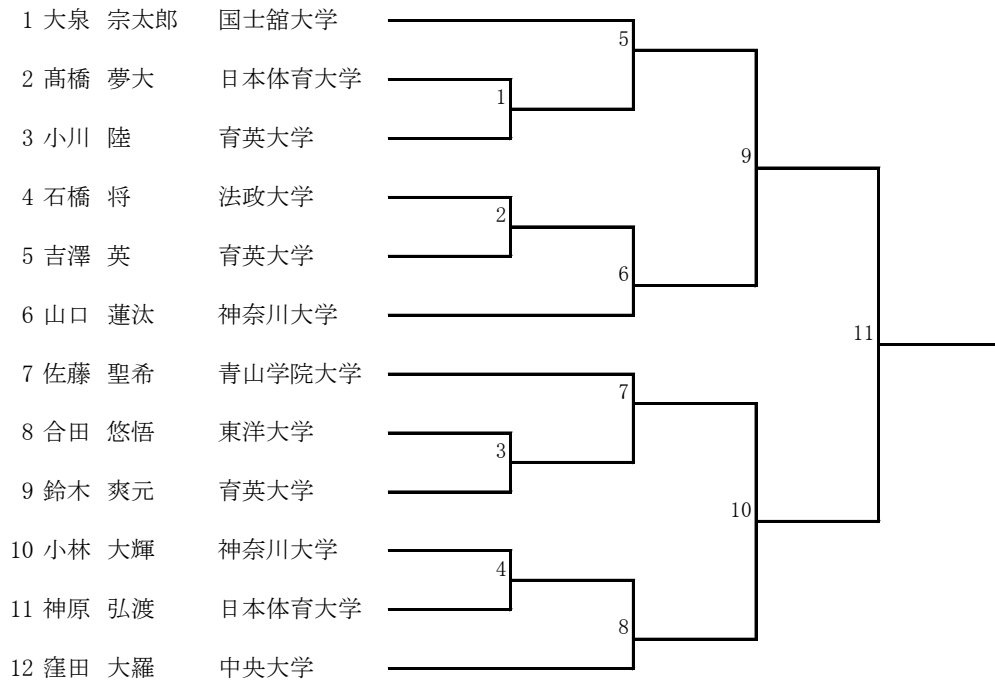 1 大泉 宗太郎 国士舘大学
5
2 髙橋 夢大 日本体育大学
1
3 小川 陸 育英大学
9
4 石橋 将 法政大学
2
5 吉澤 英 育英大学
6
6 山口 蓮汰 神奈川大学
11
7 佐藤 聖希 青山学院大学
7
8 合田 悠悟 東洋大学
3
9 鈴木 爽元 育英大学
10
10 小林 大輝 神奈川大学
4
11 神原 弘渡 日本体育大学
8
12 窪田 大羅 中央大学